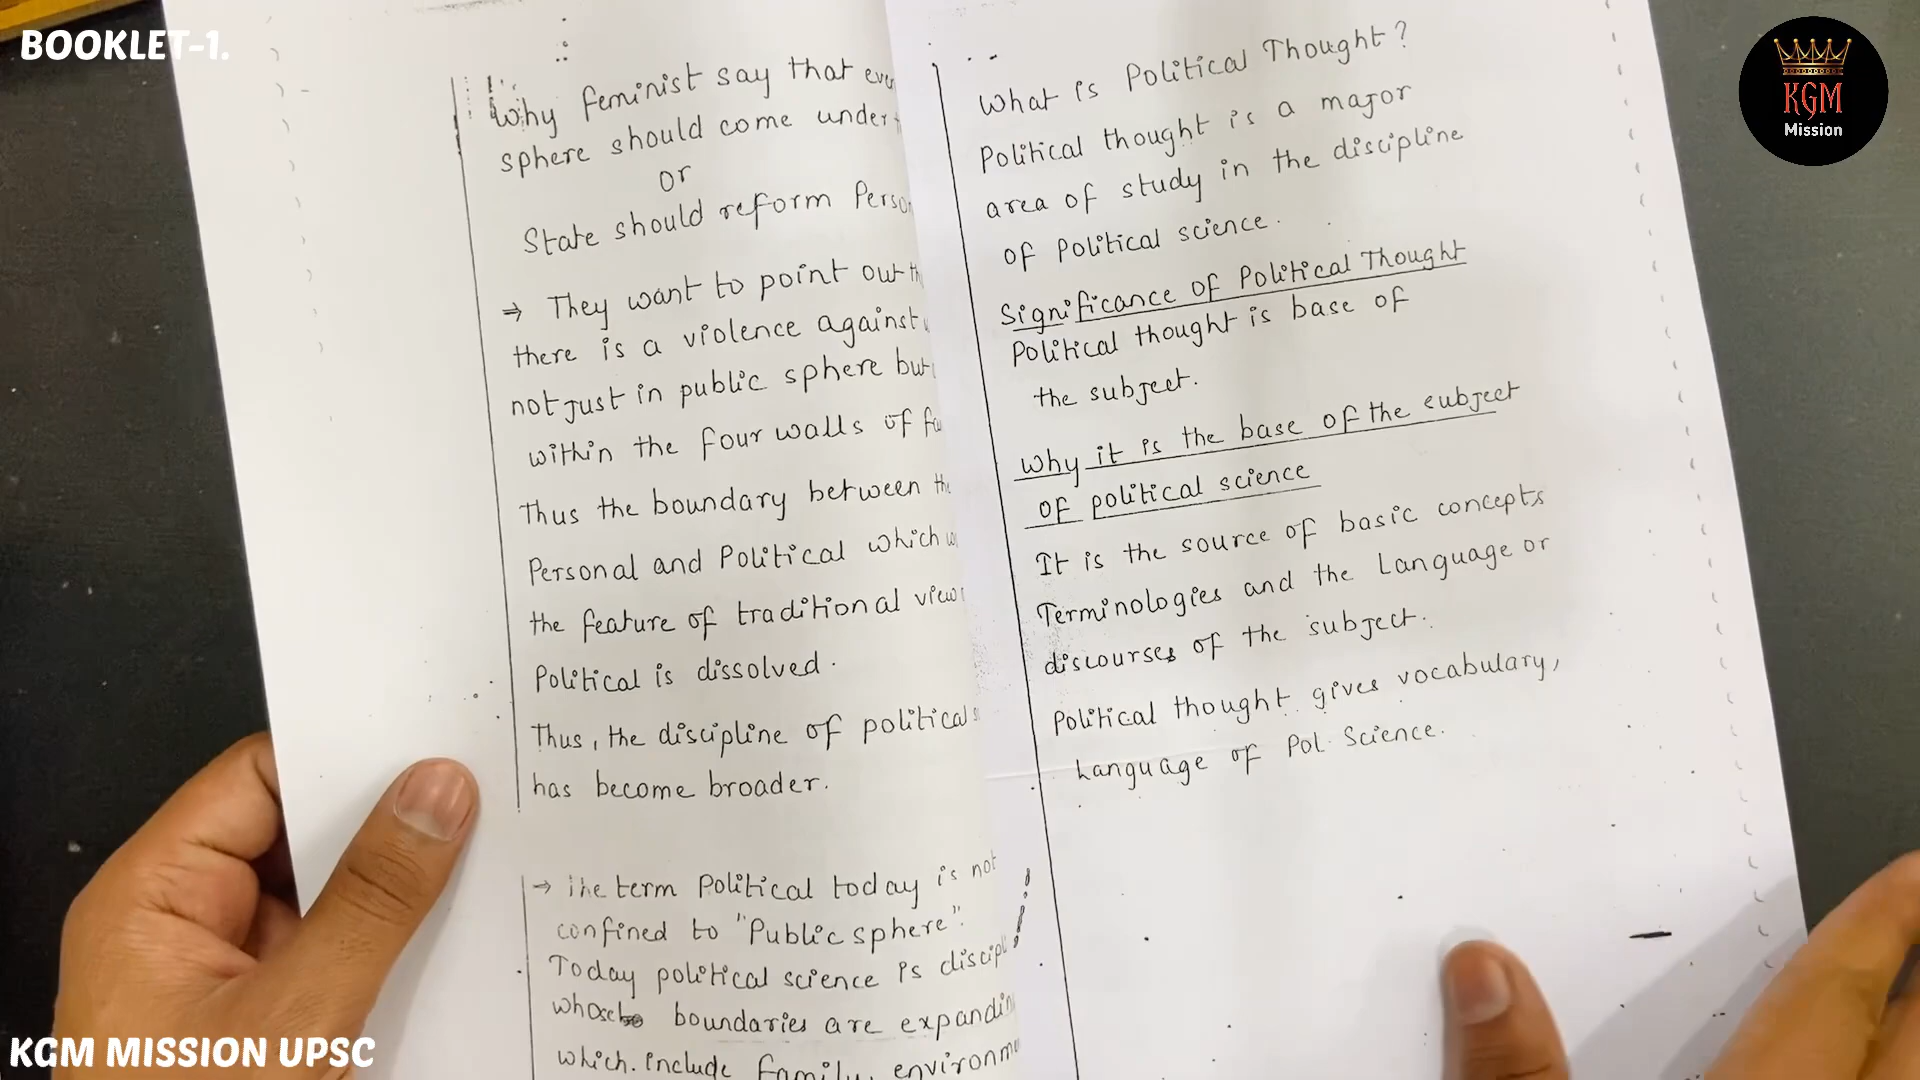 BOOKLET-1.
KGM
Mission
Why feminist say that
sphere should come under
or
State should reform
⇒ They want to point out
there is a violence against
not just in public sphere but
within the four walls of
Thus the boundary between
Personal and Political which
the feature of traditional
Political is dissolved.
Thus, the discipline of political
has become broader.
→ The term Political today is not
confined to "Public sphere".
Today political science is
whose boundaries are
which include family,
What is Political Thought?
Political thought is a major
area of study in the discipline
of Political science.
Significance of Political Thought
Political thought is base of
the subject.
Why it is the base of the subject
of political science
It is the source of basic concepts
Terminologies and the Language or
discourses of the subject.
Political thought gives vocabulary,
Language of Pol. Science.
KGM MISSION UPSC